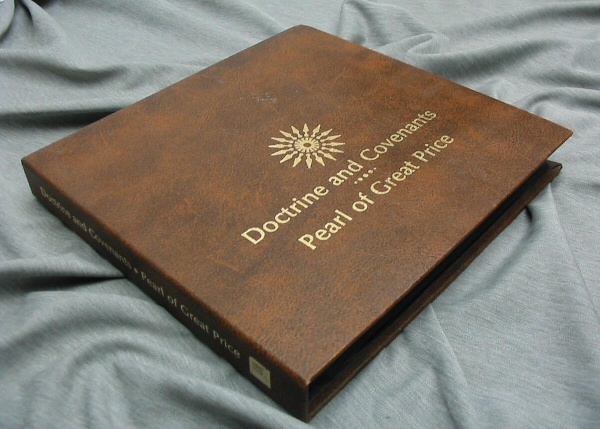 Doctrine and Covenants
Pearl of Great Price
Doctrine and Covenants • Pearl of Great Price